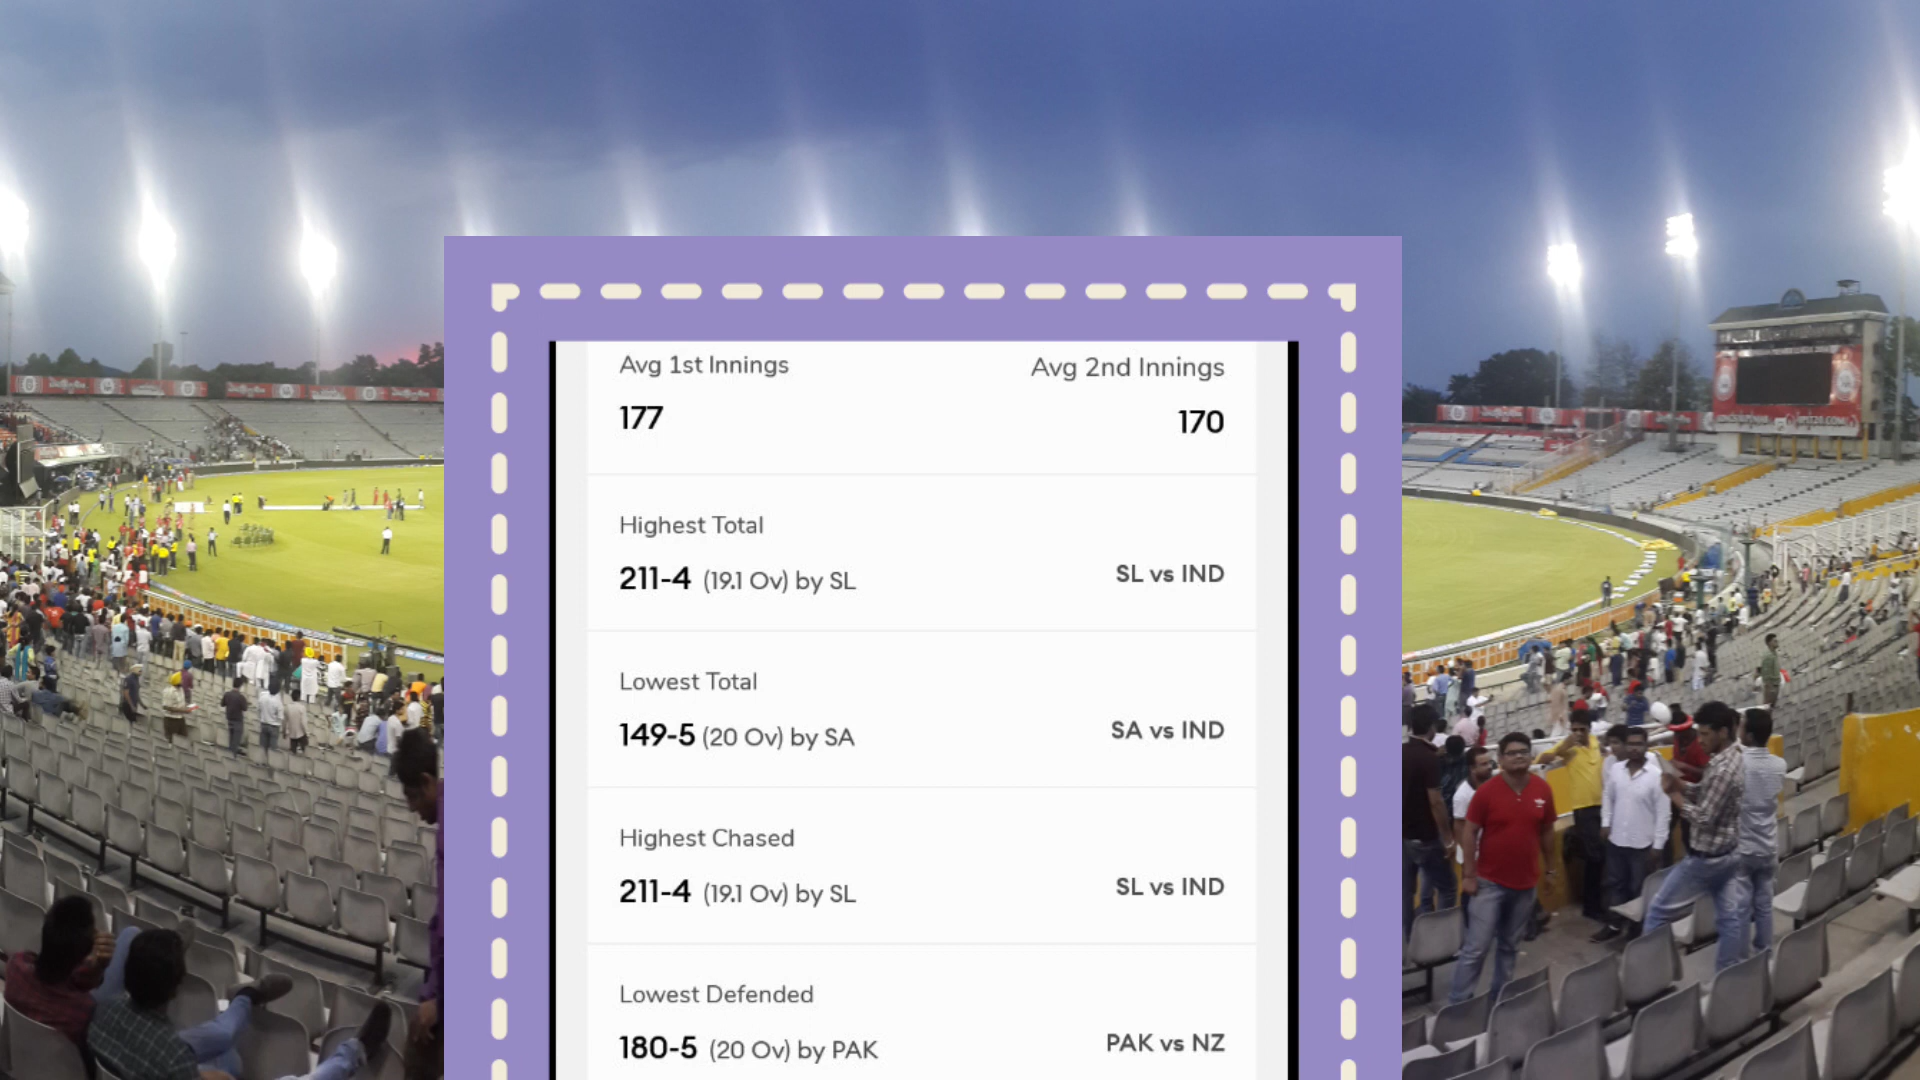 Avg 1st Innings Avg 2nd Innings
177 170
Highest Total
211-4 (19.1 Ov) by SL SL vs IND
Lowest Total
149-5 (20 Ov) by SA SA vs IND
Highest Chased
211-4 (19.1 Ov) by SL SL vs IND
Lowest Defended
180-5 (20 Ov) by PAK PAK vs NZ